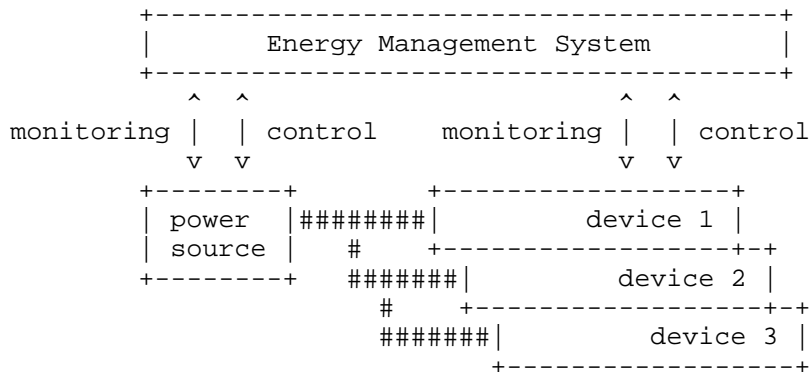 Energy Management System
monitoring control monitoring control
power device 1
source
device 2
device 3